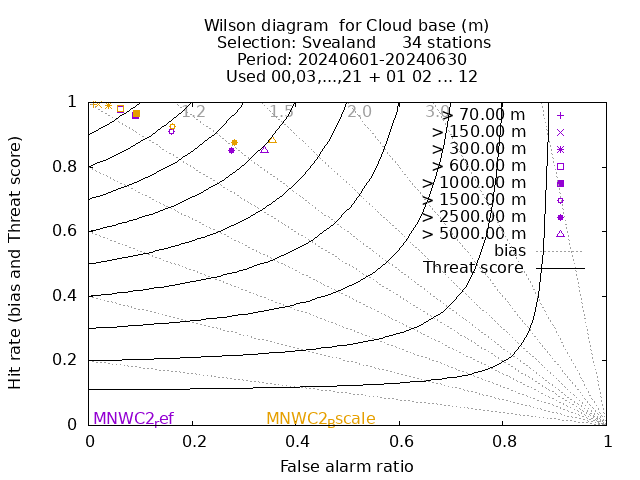 Wilson diagram  for Cloud base (m)
Selection: Svealand     34 stations
Period: 20240601-20240630
Used 00,03,...,21 + 01 02 ... 12
Hit rate (bias and Threat score)
1
0.8
0.6
0.4
0.2
0
1.2
1.5
2.0
3.0
> 70.00 m
> 150.00 m
> 300.00 m
> 600.00 m
> 1000.00 m
> 1500.00 m
> 2500.00 m
> 5000.00 m
bias
Threat score
MNWC2ref
MNWC2Bscale
0
0.2
0.4
0.6
0.8
1
False alarm ratio